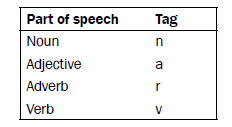 Part of speech Tag
Noun n
Adjective a
Adverb r
Verb v